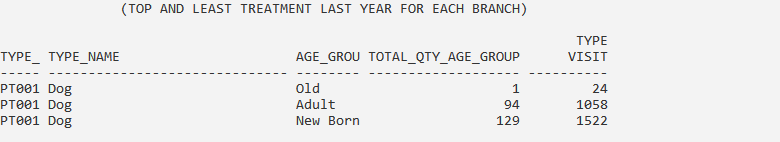 (TOP AND LEAST TREATMENT LAST YEAR FOR EACH BRANCH)
TYPE
TYPE_ TYPE_NAME AGE_GROU TOTAL_QTY_AGE_GROUP VISIT
----- ------------------------------ -------- ------------------- ----------
PT001 Dog Old 1 24
PT001 Dog Adult 94 1058
PT001 Dog New Born 129 1522